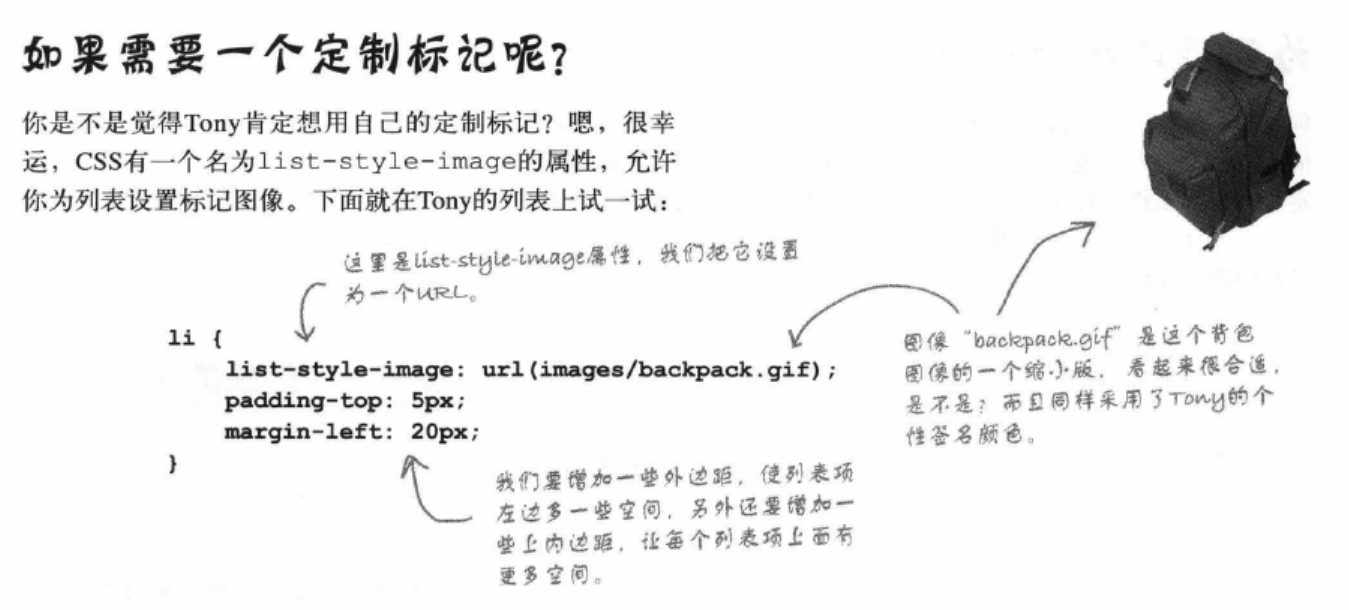 如果需要一个定制标记呢?
你是不是觉得Tony肯定想用自己的定制标记？嗯，很幸
运，CSS有一个名为list-style-image的属性，允许
你为列表设置标记图像。下面就在Tony的列表上试一试：
这里是list-style-image属性，我们把它设置
为一个URL。
li {
list-style-image: url(images/backpack.gif);
padding-top: 5px;
margin-left: 20px;
}
图像“backpack.gif”是这个背包
图像的一个缩小版，看起来很合适，
是不是？而且同样采用了Tony的个
性签名颜色。
我们要增加一些外边距，使列表项
左边多一些空间，另外还要增加一
些上内边距，让每个列表项上面有
更多空间。